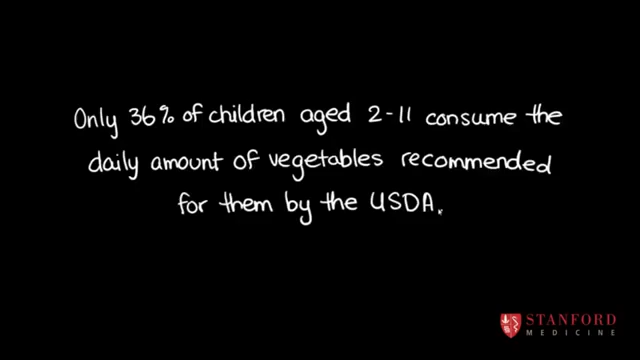 Only 36% of children aged 2-11 consume the
daily amount of vegetables recommended
for them by the USDA.
STANFORD
MEDICINE